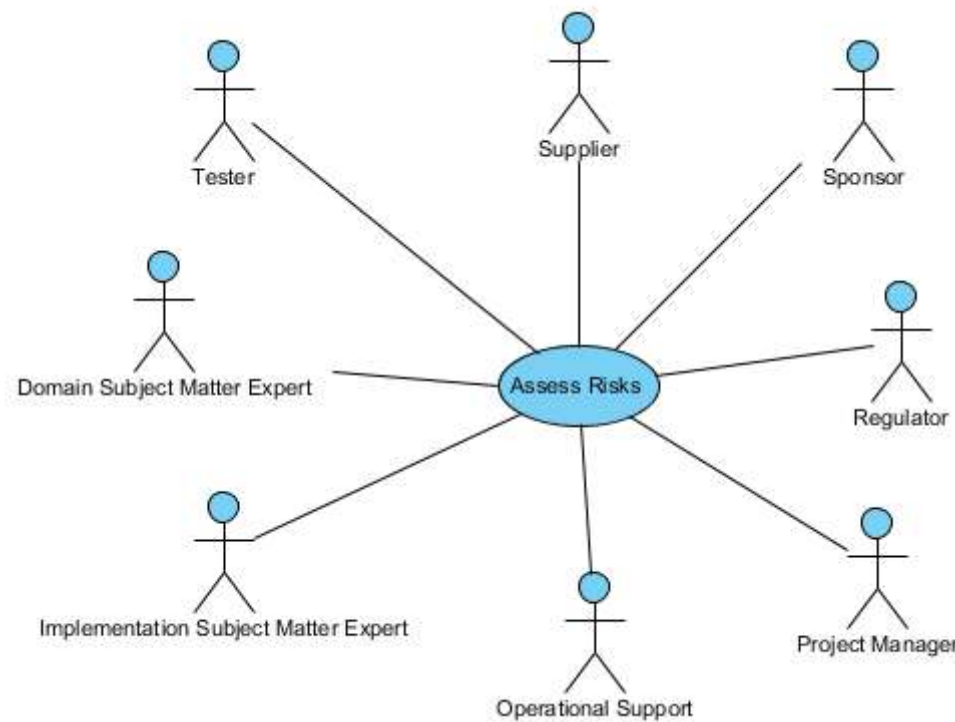 Supplier
Tester
Sponsor
Domain Subject Matter Expert
Assess Risks
Regulator
Implementation Subject Matter Expert
Project Manager
Operational Support